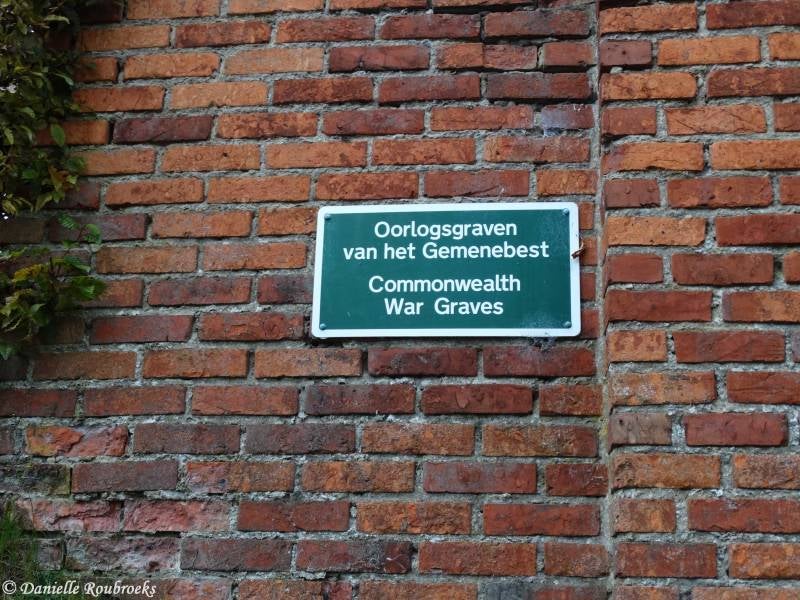 Oorlogsgraven
van het Gemenebest
Commonwealth
War Graves
© Danielle Roubroeks